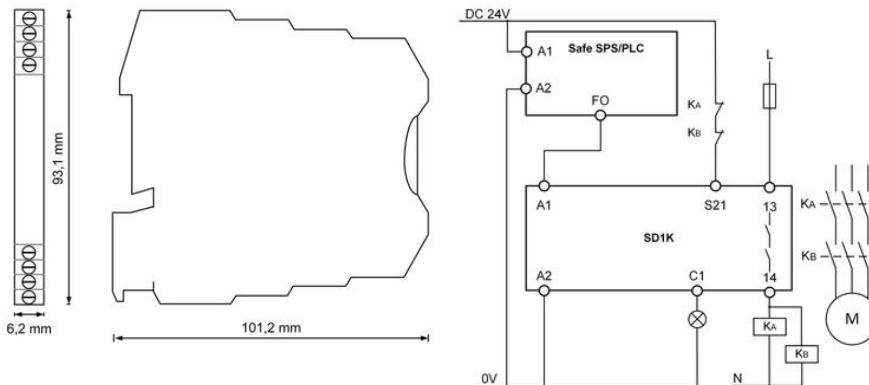 93,1 mm
6,2 mm
101,2 mm
DC 24V
Safe SPS/PLC
A1
A2
FO
L
KA
KB
A1
S21
13
SD1K
A2
C1
14
KA
KB
M
KA
KB
0V
N